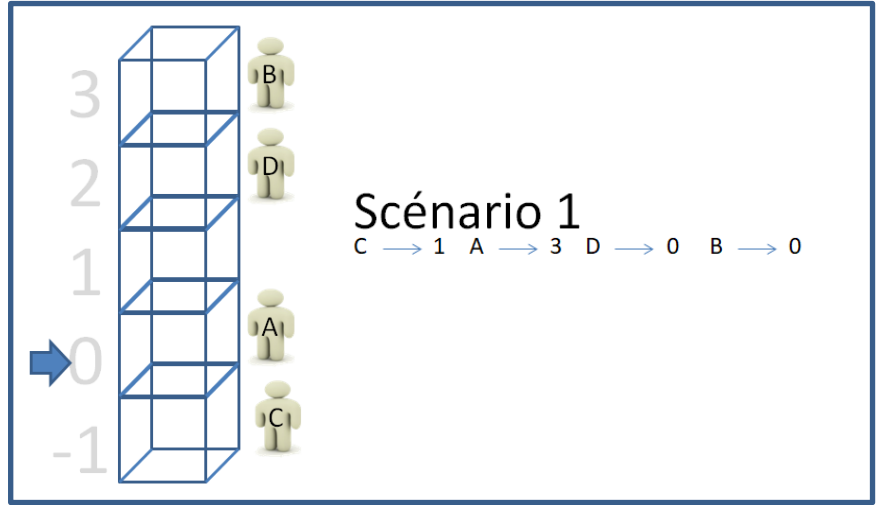 3
B
2
D
Scénario 1
C → 1 A → 3 D → 0 B → 0
1
A
0
C
-1